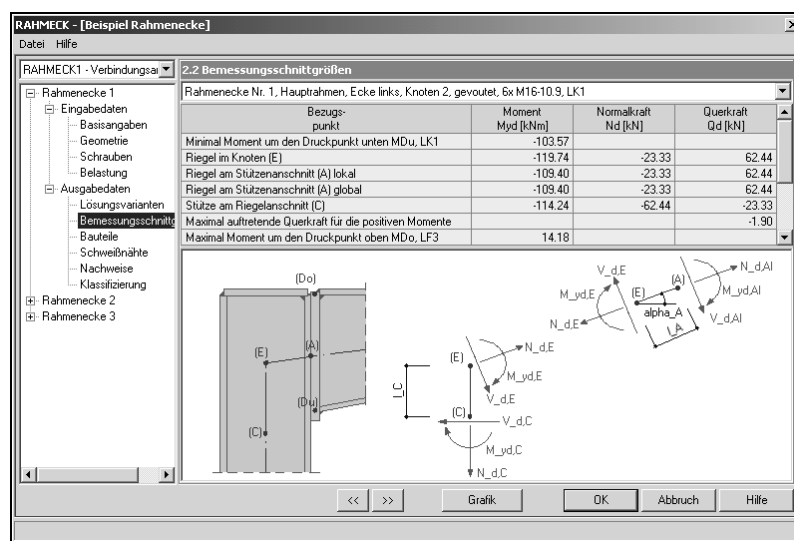 RAHMECK - [Beispiel Rahmenecke]
Datei Hilfe
RAHMECK1 - Verbindungsar
Rahmenecke 1
Eingabedaten
Basisangaben
Geometrie
Schrauben
Belastung
Ausgabedaten
Lösungsvarianten
Bemessungsschnittg
Bauteile
Schweißnähte
Nachweise
Klassifizierung
Rahmenecke 2
Rahmenecke 3
2.2 Bemessungsschnittgrößen
Rahmenecke Nr. 1, Hauptrahmen, Ecke links, Knoten 2, gevoutet, 6x M16-10.9, LK1
Bezugs- Moment Normalkraft Querkraft
punkt Myd [kNm] Nd [kN] Qd [kN]
Minimal Moment um den Druckpunkt unten MDu, LK1 -103.57
Riegel im Knoten (E) -119.74 -23.33 62.44
Riegel am Stützenanschnitt (A) lokal -109.40 -23.33 62.44
Riegel am Stützenanschnitt (A) global -109.40 -23.33 62.44
Stütze am Riegelanschnitt (C) -114.24 -62.44 -23.33
Maximal auftretende Querkraft für die positiven Momente -1.90
Maximal Moment um den Druckpunkt oben MDo, LF3 14.18
(Do)
(E)
(A)
(Du)
(C)
l_C
(E)
N_d,E
M_yd,E
V_d,E
(C)
V_d,C
M_yd,C
N_d,C
V_d,E
M_yd,E
N_d,E
(E)
(A)
alpha_A
l_A
N_d,Al
M_yd,Al
V_d,Al
<< >> Grafik OK Abbruch Hilfe